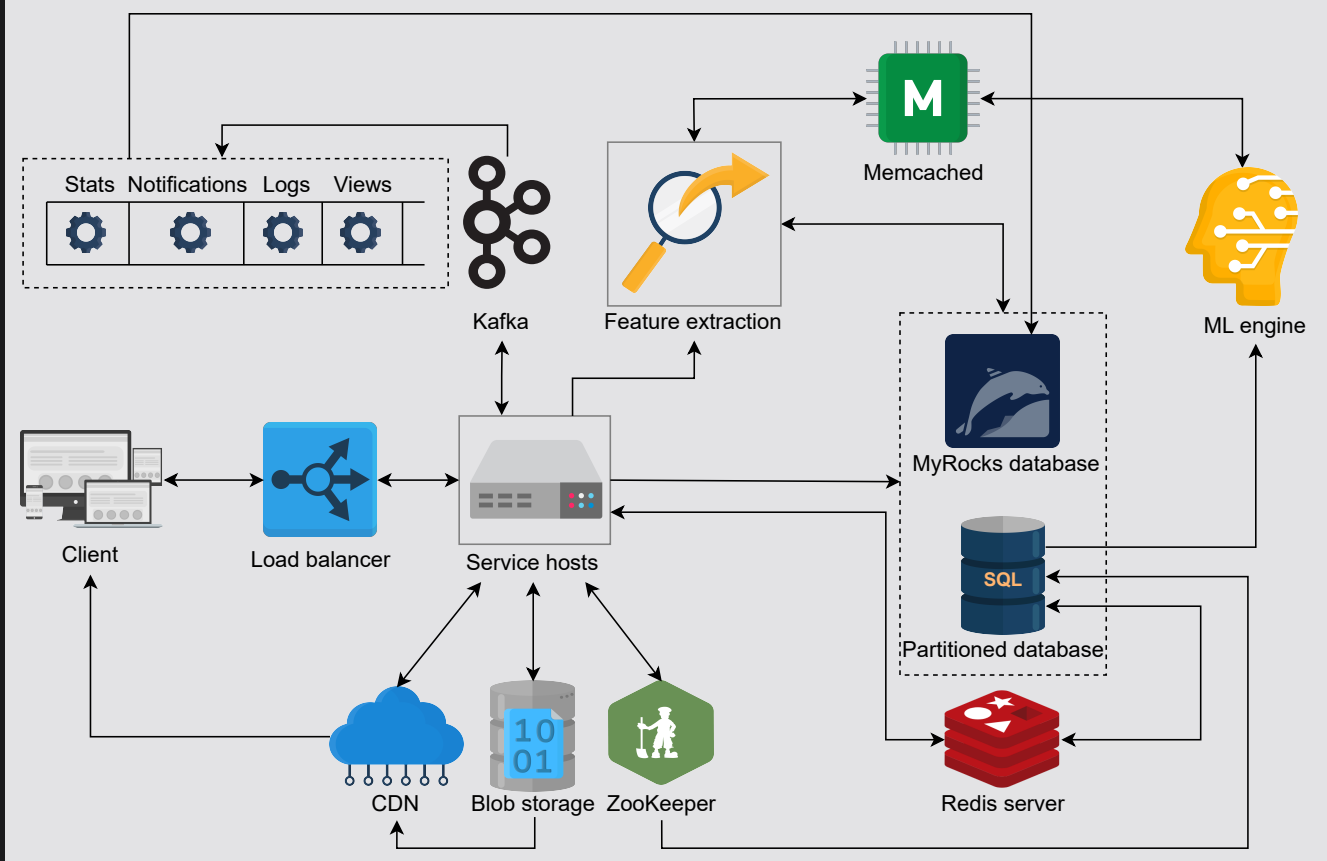 M
Memcached
Stats
Notifications
Logs
Views
Kafka
Feature extraction
ML engine
MyRocks database
Client
Load balancer
Service hosts
SQL
Partitioned database
10
01
CDN
Blob storage
ZooKeeper
Redis server